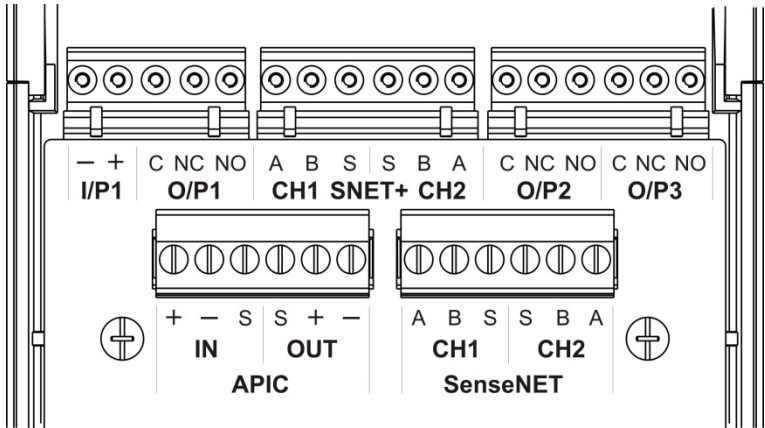 − + C NC NO A B S S B A C NC NO C NC NO
I/P1 O/P1 CH1 SNET+ CH2 O/P2 O/P3
+ − S S + − A B S S B A
IN OUT CH1 CH2
APIC SenseNET